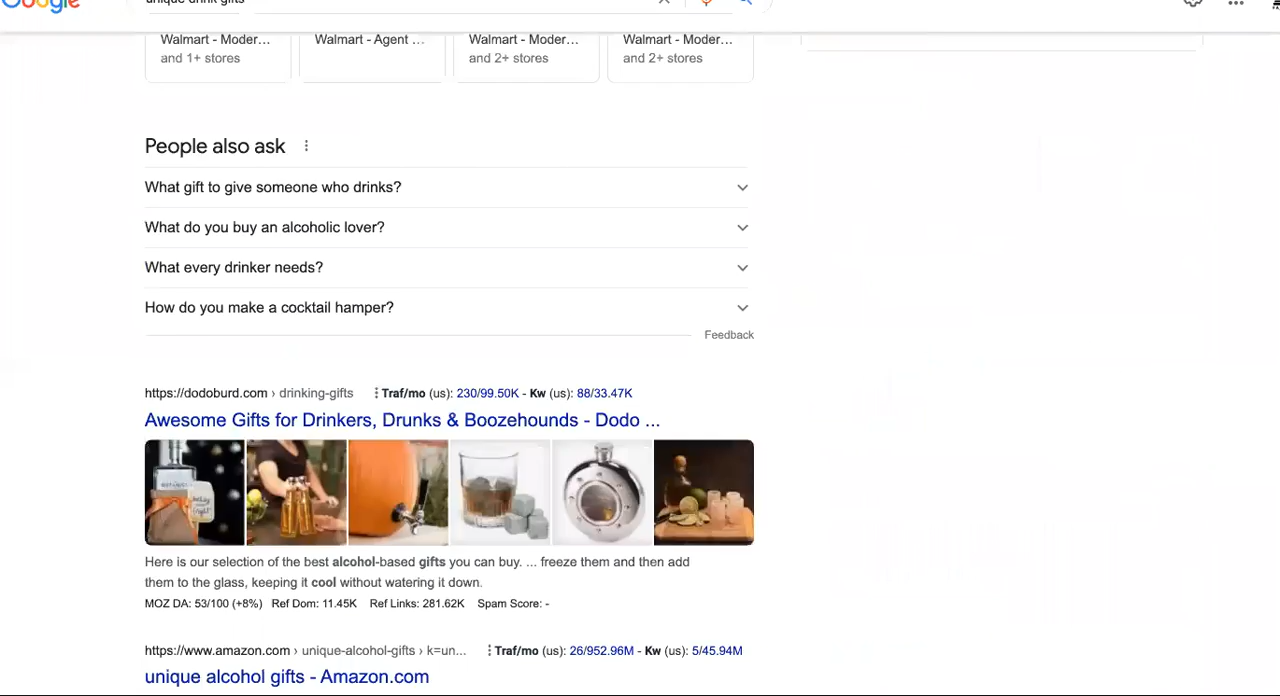 Google
unique drink gifts
Walmart - Moder...
and 1+ stores
Walmart - Agent ...
Walmart - Moder...
and 2+ stores
Walmart - Moder...
and 2+ stores
People also ask
What gift to give someone who drinks?
What do you buy an alcoholic lover?
What every drinker needs?
How do you make a cocktail hamper?
Feedback
https://dodoburd.com › drinking-gifts Traf/mo (us): 230/99.50K - Kw (us): 88/33.47K
Awesome Gifts for Drinkers, Drunks & Boozehounds - Dodo ...
Here is our selection of the best alcohol-based gifts you can buy. ... freeze them and then add
them to the glass, keeping it cool without watering it down.
MOZ DA: 53/100 (+8%) Ref Dom: 11.45K Ref Links: 281.62K Spam Score: -
https://www.amazon.com › unique-alcohol-gifts › k=un... Traf/mo (us): 26/952.96M - Kw (us): 5/45.94M
unique alcohol gifts - Amazon.com